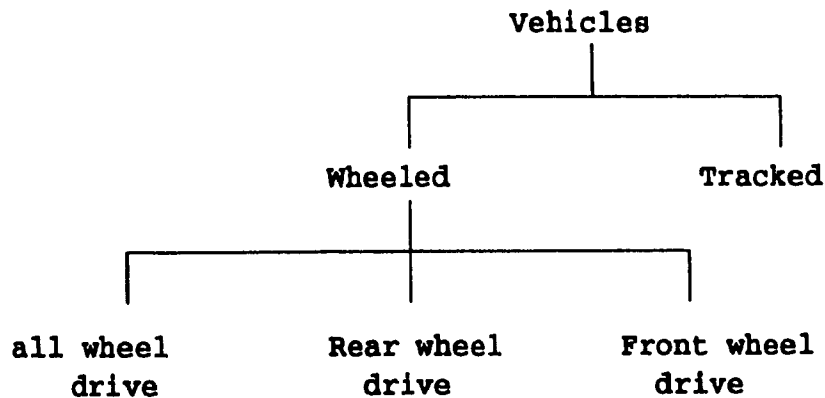 Vehicles
Wheeled
Tracked
all wheel
drive
Rear wheel
drive
Front wheel
drive